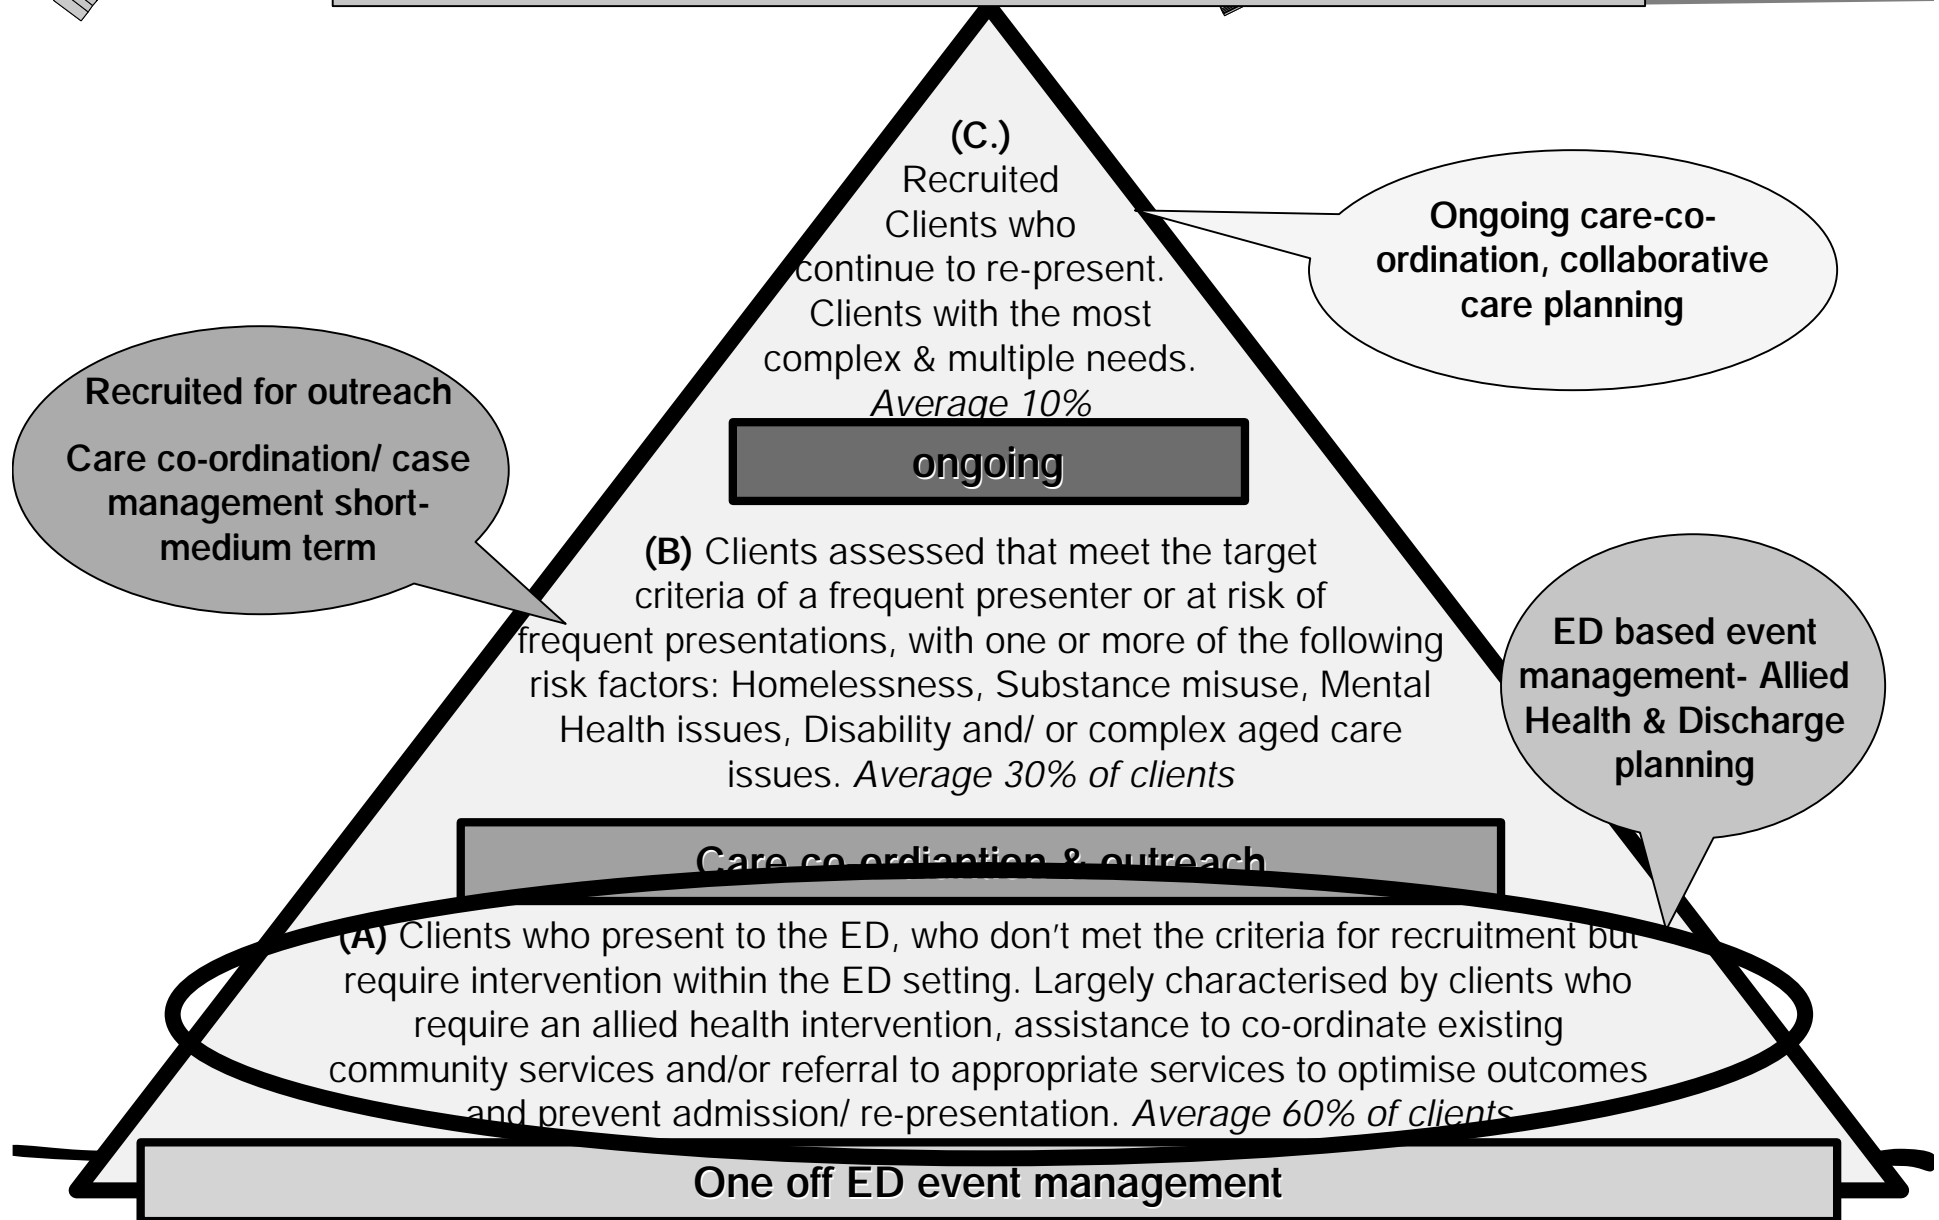 (C.)
Recruited
Clients who
continue to re-present.
Clients with the most
complex & multiple needs.
Average 10%
ongoing
Ongoing care-co-
ordination, collaborative
care planning
Recruited for outreach
Care co-ordination/ case
management short-
medium term
(B) Clients assessed that meet the target
criteria of a frequent presenter or at risk of
frequent presentations, with one or more of the following
risk factors: Homelessness, Substance misuse, Mental
Health issues, Disability and/ or complex aged care
issues. Average 30% of clients
ED based event
management- Allied
Health & Discharge
planning
Care co-ordiantion & outreach
(A) Clients who present to the ED, who don't met the criteria for recruitment but
require intervention within the ED setting. Largely characterised by clients who
require an allied health intervention, assistance to co-ordinate existing
community services and/or referral to appropriate services to optimise outcomes
and prevent admission/ re-presentation. Average 60% of clients
One off ED event management